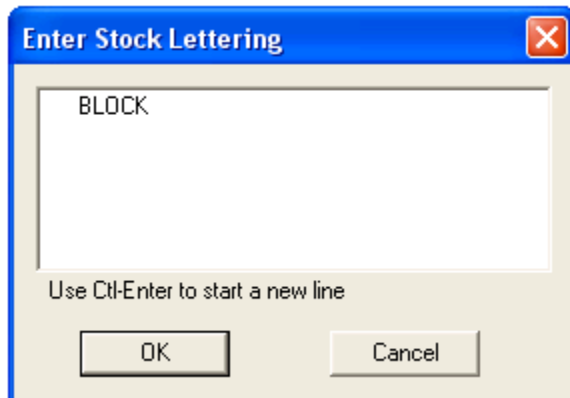 Enter Stock Lettering
BLOCK
Use Ctl-Enter to start a new line
OK
Cancel